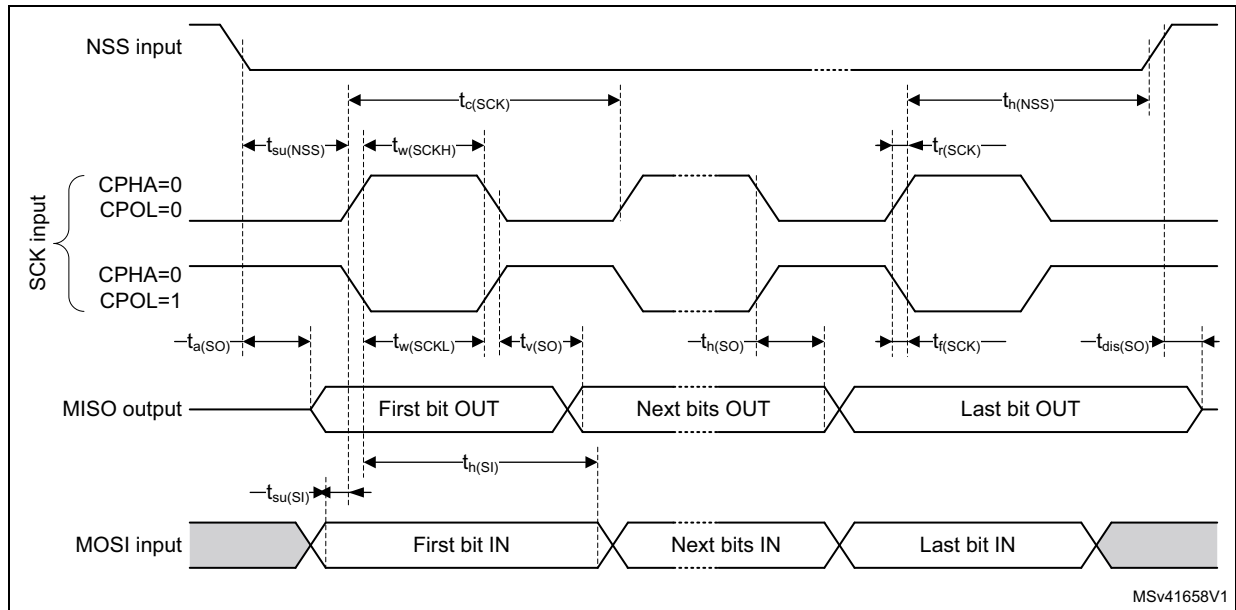 NSS input
tc(SCK)
th(NSS)
tsu(NSS)
tw(SCKH)
tr(SCK)
SCK input
CPHA=0
CPOL=0
CPHA=0
CPOL=1
ta(SO)
tw(SCKL)
tv(SO)
th(SO)
tf(SCK)
tdis(SO)
MISO output
First bit OUT
Next bits OUT
Last bit OUT
th(SI)
tsu(SI)
MOSI input
First bit IN
Next bits IN
Last bit IN
MSv41658V1